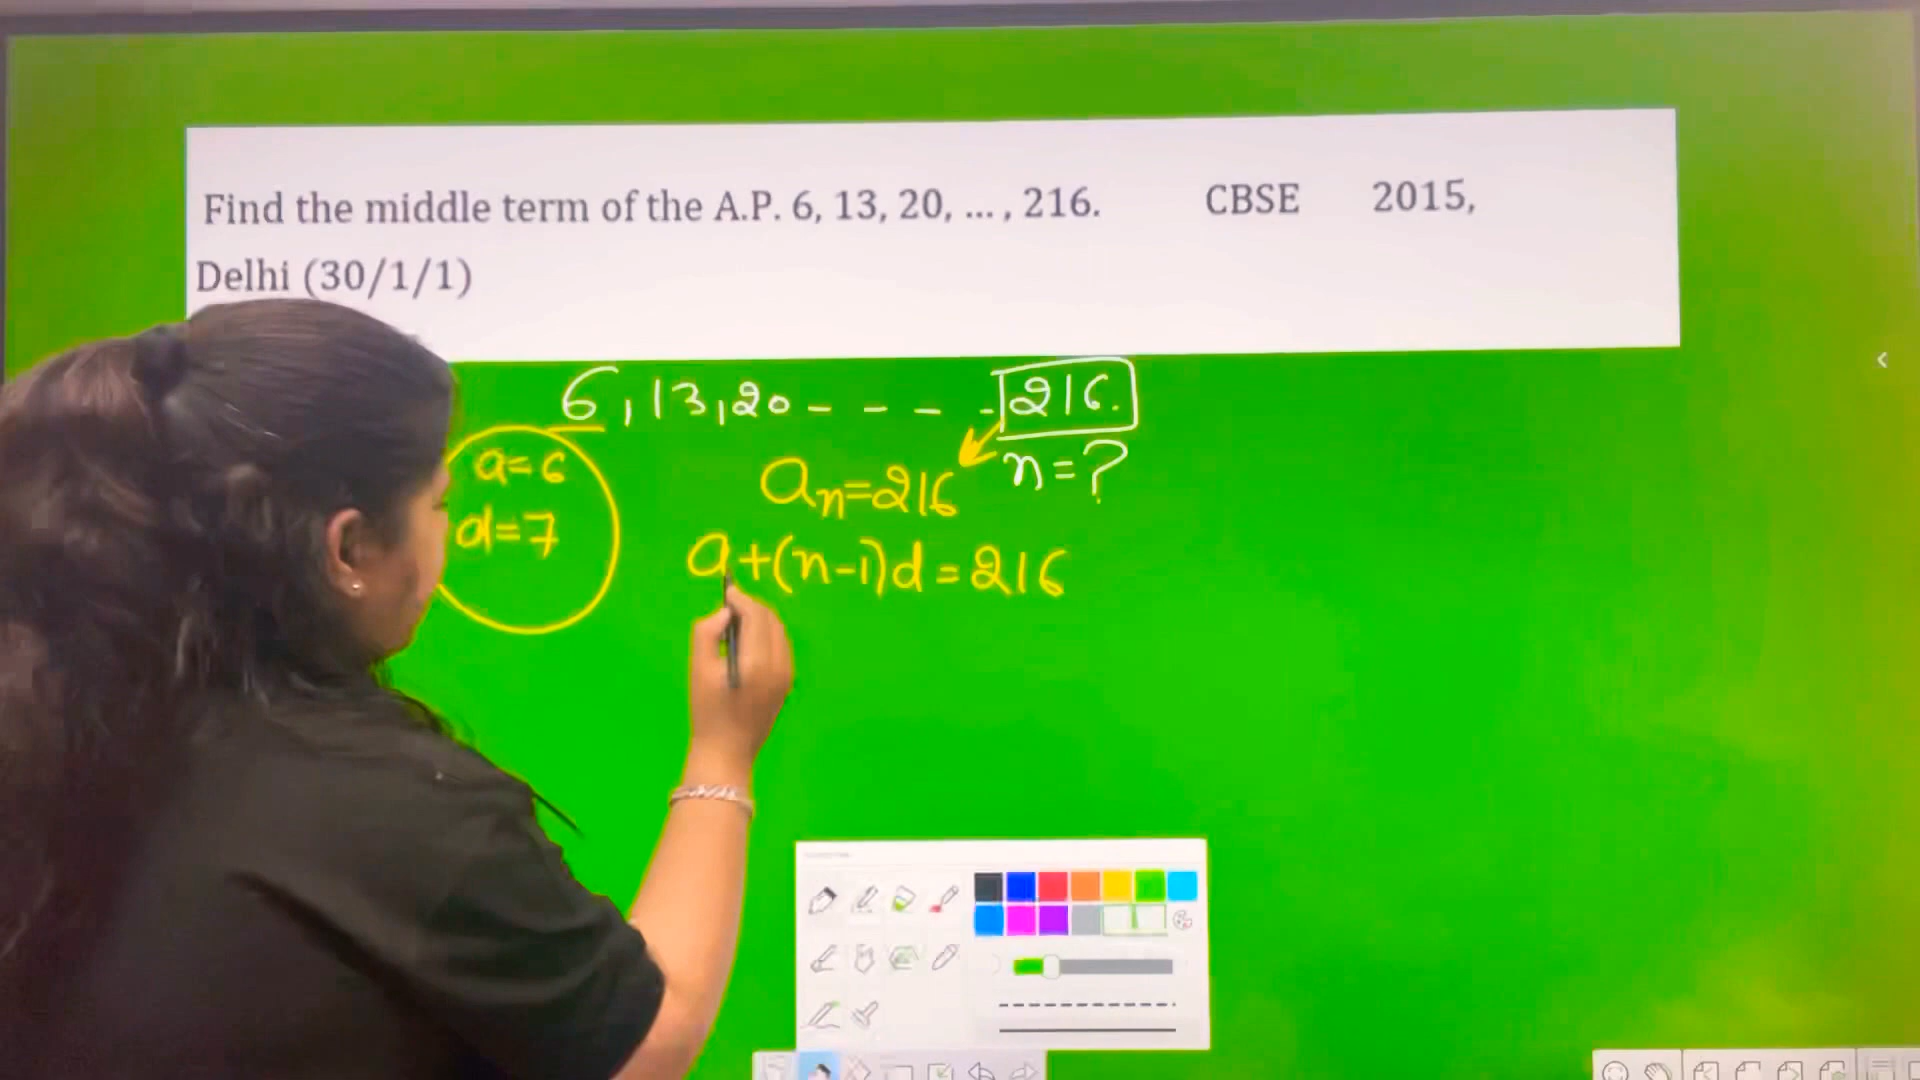 Find the middle term of the A.P. 6, 13, 20, ... , 216. CBSE 2015,
Delhi (30/1/1)
6, 13, 20 - - - - 216.
a=6
an=216
n=?
d=7
a+(n-1)d=216